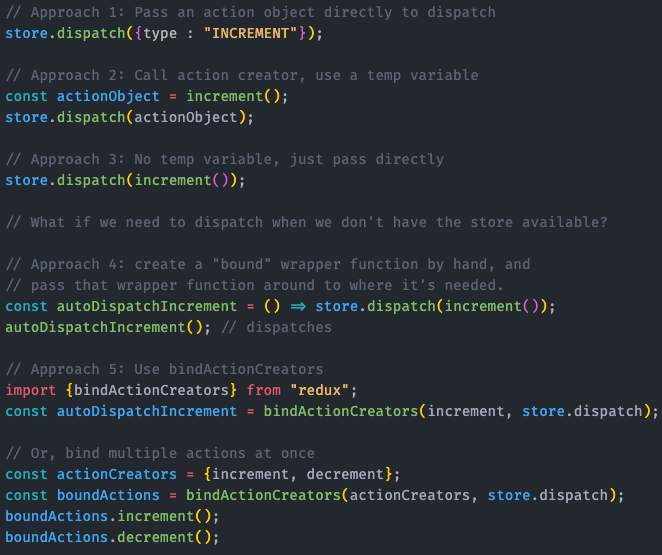 // Approach 1: Pass an action object directly to dispatch
store.dispatch({type : "INCREMENT"});
// Approach 2: Call action creator, use a temp variable
const actionObject = increment();
store.dispatch(actionObject);
// Approach 3: No temp variable, just pass directly
store.dispatch(increment());
// What if we need to dispatch when we don't have the store available?
// Approach 4: create a "bound" wrapper function by hand, and
// pass that wrapper function around to where it's needed.
const autoDispatchIncrement = () => store.dispatch(increment());
autoDispatchIncrement(); // dispatches
// Approach 5: Use bindActionCreators
import {bindActionCreators} from "redux";
const autoDispatchIncrement = bindActionCreators(increment, store.dispatch);
// Or, bind multiple actions at once
const actionCreators = {increment, decrement};
const boundActions = bindActionCreators(actionCreators, store.dispatch);
boundActions.increment();
boundActions.decrement();